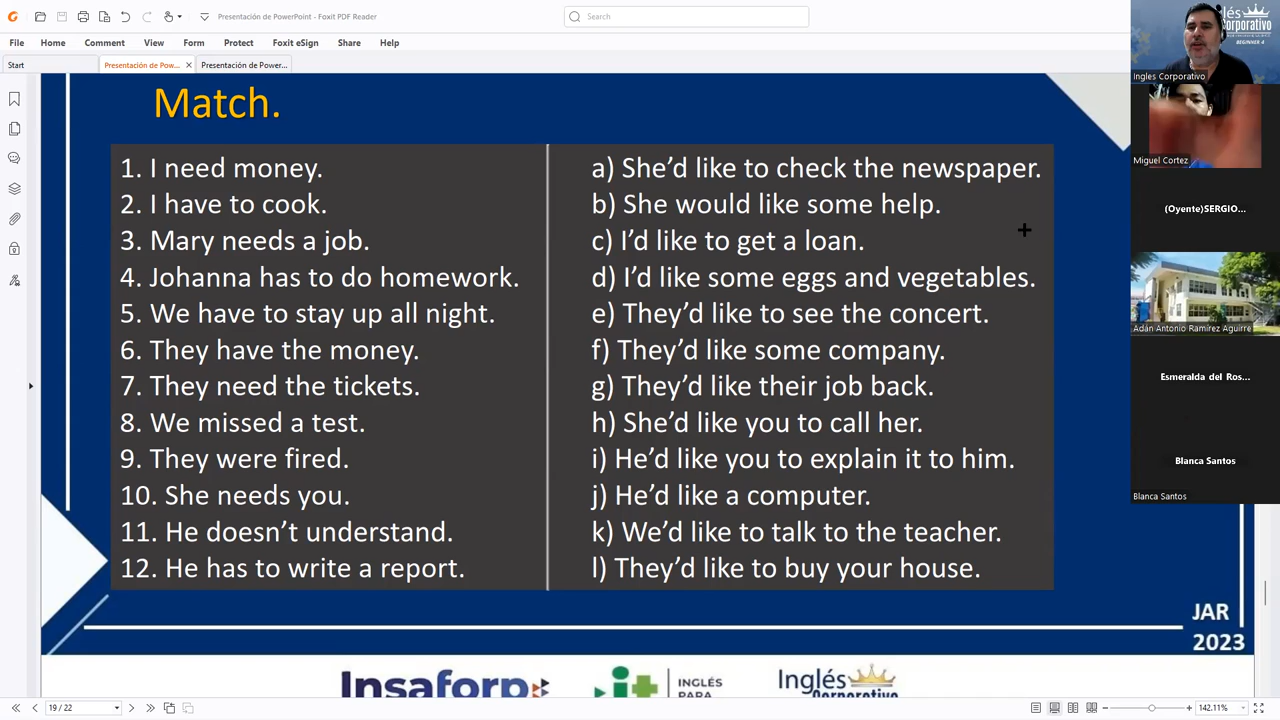 Presentación de PowerPoint - Foxit PDF Reader
Search
File Home Comment View Form Protect Foxit eSign Share Help
Start
Presentación de Pow...
Presentación de Power...
Match.
1. I need money.
2. I have to cook.
3. Mary needs a job.
4. Johanna has to do homework.
5. We have to stay up all night.
6. They have the money.
7. They need the tickets.
8. We missed a test.
9. They were fired.
10. She needs you.
11. He doesn’t understand.
12. He has to write a report.
a) She’d like to check the newspaper.
b) She would like some help.
c) I’d like to get a loan.
d) I’d like some eggs and vegetables.
e) They’d like to see the concert.
f) They’d like some company.
g) They’d like their job back.
h) She’d like you to call her.
i) He’d like you to explain it to him.
j) He’d like a computer.
k) We’d like to talk to the teacher.
l) They’d like to buy your house.
JAR
2023
Insaforp
INGLÉS
PARA
Inglés
Corporativo
BEGINNER 4
Ingles Corporativo
Miguel Cortez
(Oyente)SERGIO...
Adán Antonio Ramírez Aguirre
Esmeralda del Ros...
Blanca Santos
Blanca Santos
19 / 22
142.11%